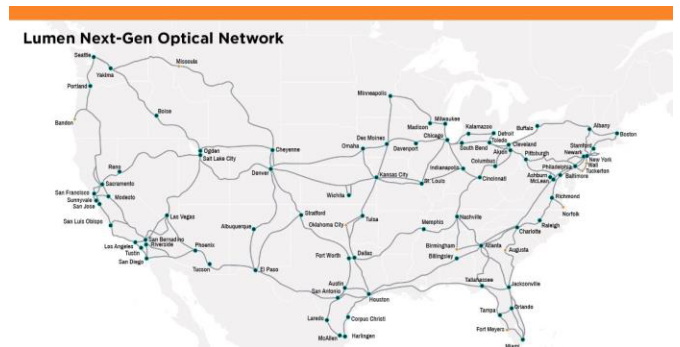 Lumen Next-Gen Optical Network
Seattle
Yakima
Missoula
Portland
Boise
Bandon
Ogden
Salt Lake City
Cheyenne
Denver
Reno
Sacramento
San Francisco
Sunnyvale
San Jose
Modesto
San Luis Obispo
Las Vegas
Los Angeles
San Bernadino
Riverside
Tustin
San Diego
Phoenix
Tucson
Albuquerque
El Paso
Minneapolis
Des Moines
Omaha
Davenport
Madison
Milwaukee
Chicago
Kalamazoo
South Bend
Detroit
Toledo
Cleveland
Buffalo
Albany
Boston
Stamford
Newark
New York
Wall
Tuckerton
Philadelphia
Pittsburgh
Baltimore
Ashburn
McLean
Columbus
Indianapolis
Cincinnati
Kansas City
St. Louis
Wichita
Stratford
Oklahoma City
Tulsa
Memphis
Nashville
Richmond
Norfolk
Raleigh
Charlotte
Birmingham
Billingsley
Atlanta
Augusta
Fort Worth
Dallas
Austin
San Antonio
Houston
Laredo
Corpus Christi
McAllen
Harlingen
Tallahassee
Jacksonville
Tampa
Orlando
Fort Meyers
Miami